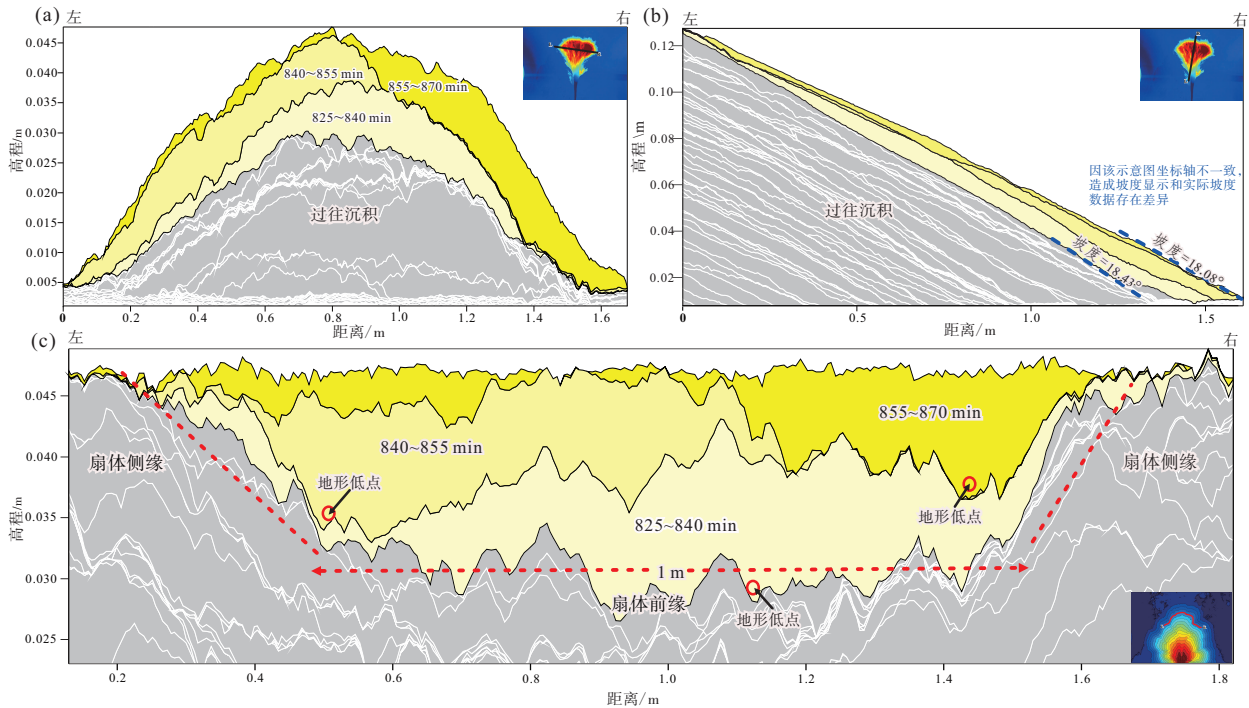 (a)
左
右
0.045
0.040
0.035
0.030
0.025
0.020
0.015
0.010
0.005
高程/m
840~855 min
855~870 min
825~840 min
过往沉积
0
0.2
0.4
0.6
0.8
1.0
1.2
1.4
1.6
距离/m
(b)
左
右
0.12
0.10
0.08
0.06
0.04
0.02
高程\m
因该示意图坐标轴不一致,
造成坡度显示和实际坡度
数据存在差异
过往沉积
坡度=18.08°
坡度=18.43°
0
0.5
1.0
1.5
距离/m
(c)
左
右
0.045
0.040
0.035
0.030
0.025
高程/m
855~870 min
840~855 min
扇体侧缘
扇体侧缘
地形低点
地形低点
825~840 min
1 m
扇体前缘
地形低点
0.2
0.4
0.6
0.8
1.0
1.2
1.4
1.6
1.8
距离/m